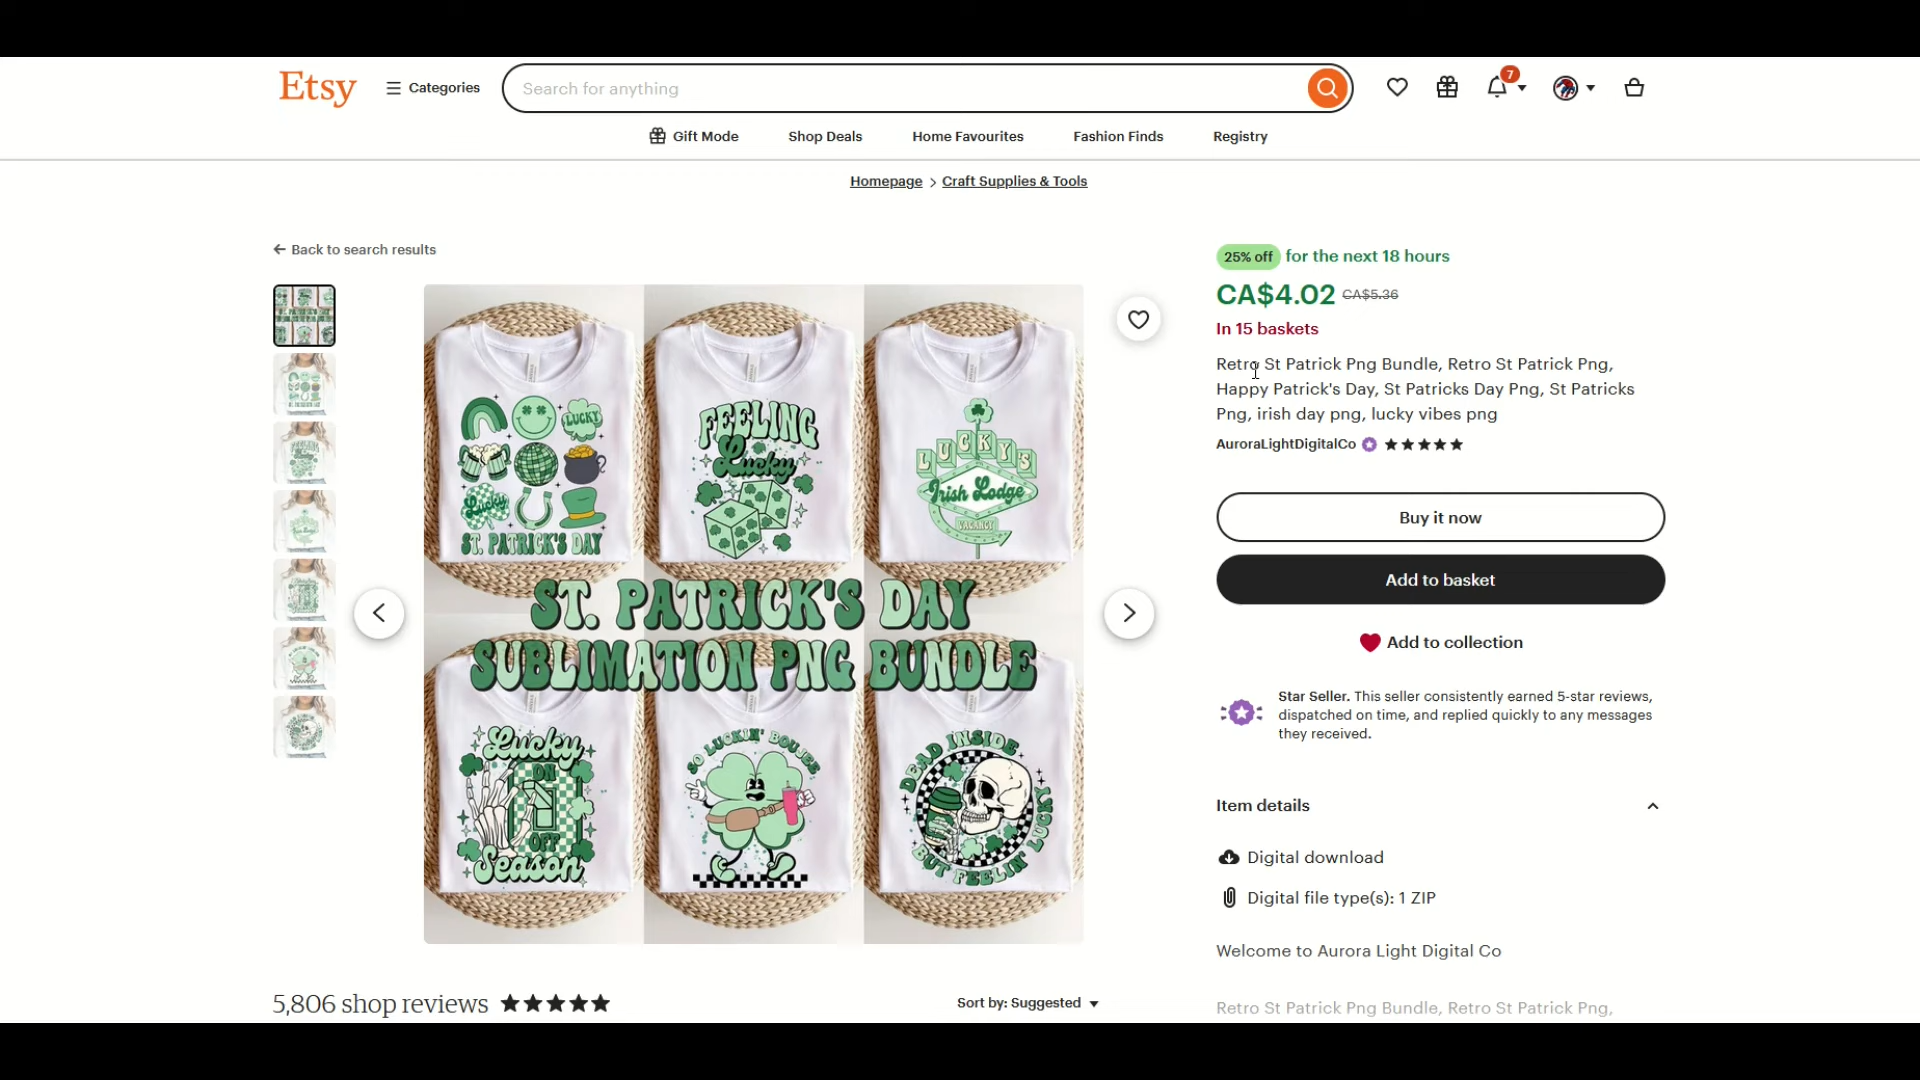 Etsy
Categories
Search for anything
7
Gift Mode
Shop Deals
Home Favourites
Fashion Finds
Registry
Homepage > Craft Supplies & Tools
Back to search results
25% off for the next 18 hours
CA$4.02 CA$5.36
In 15 baskets
Retro St Patrick Png Bundle, Retro St Patrick Png,
Happy Patrick's Day, St Patricks Day Png, St Patricks
Png, irish day png, lucky vibes png
AuroraLightDigitalCo
Buy it now
Add to basket
Add to collection
Star Seller. This seller consistently earned 5-star reviews,
dispatched on time, and replied quickly to any messages
they received.
Item details
Digital download
Digital file type(s): 1 ZIP
Welcome to Aurora Light Digital Co
Retro St Patrick Png Bundle, Retro St Patrick Png,
LUCKY
Lucky
ST. PATRICK'S DAY
FEELING
Lucky
LUCKY'S
Irish Lodge
VACANCY
ST. PATRICK'S DAY
SUBLIMATION PNG BUNDLE
Lucky
ON
OFF
Season
SO LUCKIN' BOUJEE
DEAD INSIDE
BUT FEELIN' LUCKY
5,806 shop reviews
Sort by: Suggested